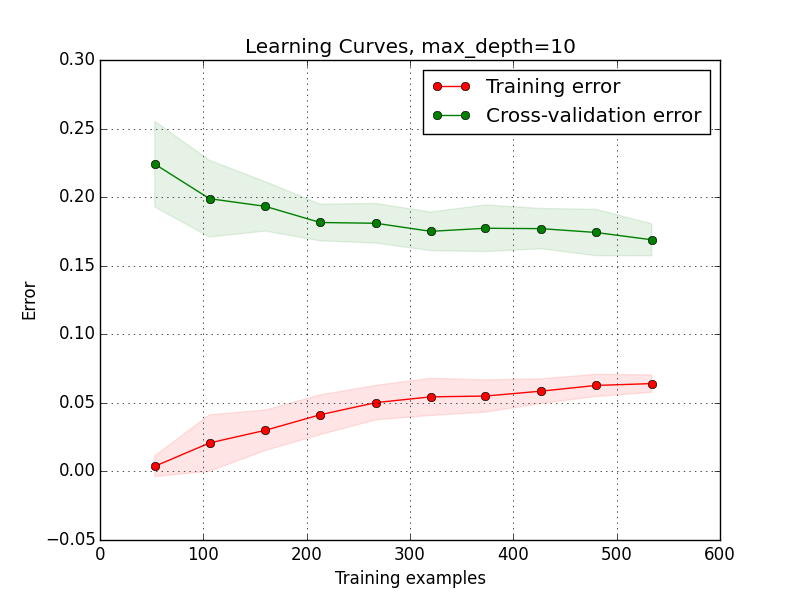 Learning Curves, max_depth=10
Training error
Cross-validation error
0.30
0.25
0.20
0.15
0.10
0.05
0.00
−0.05
Error
0 100 200 300 400 500 600
Training examples